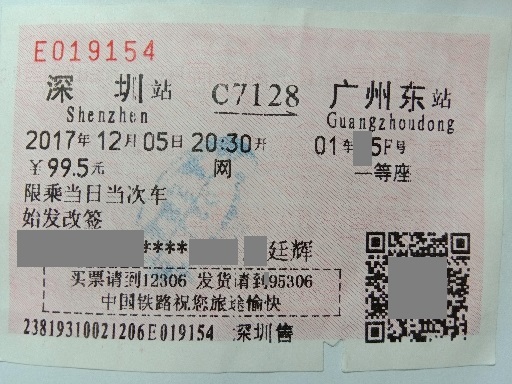 E019154
深 圳 站 C7128 广州东 站
Shenzhen Guangzhoudong
2017年12月05日20:30开 01车 5F号
￥99.5元 网 一等座
限乘当日当次车
始发改签
**** 廷辉
买票请到12306 发货请到95306
中国铁路祝您旅途愉快
23819310021206E019154 深圳售